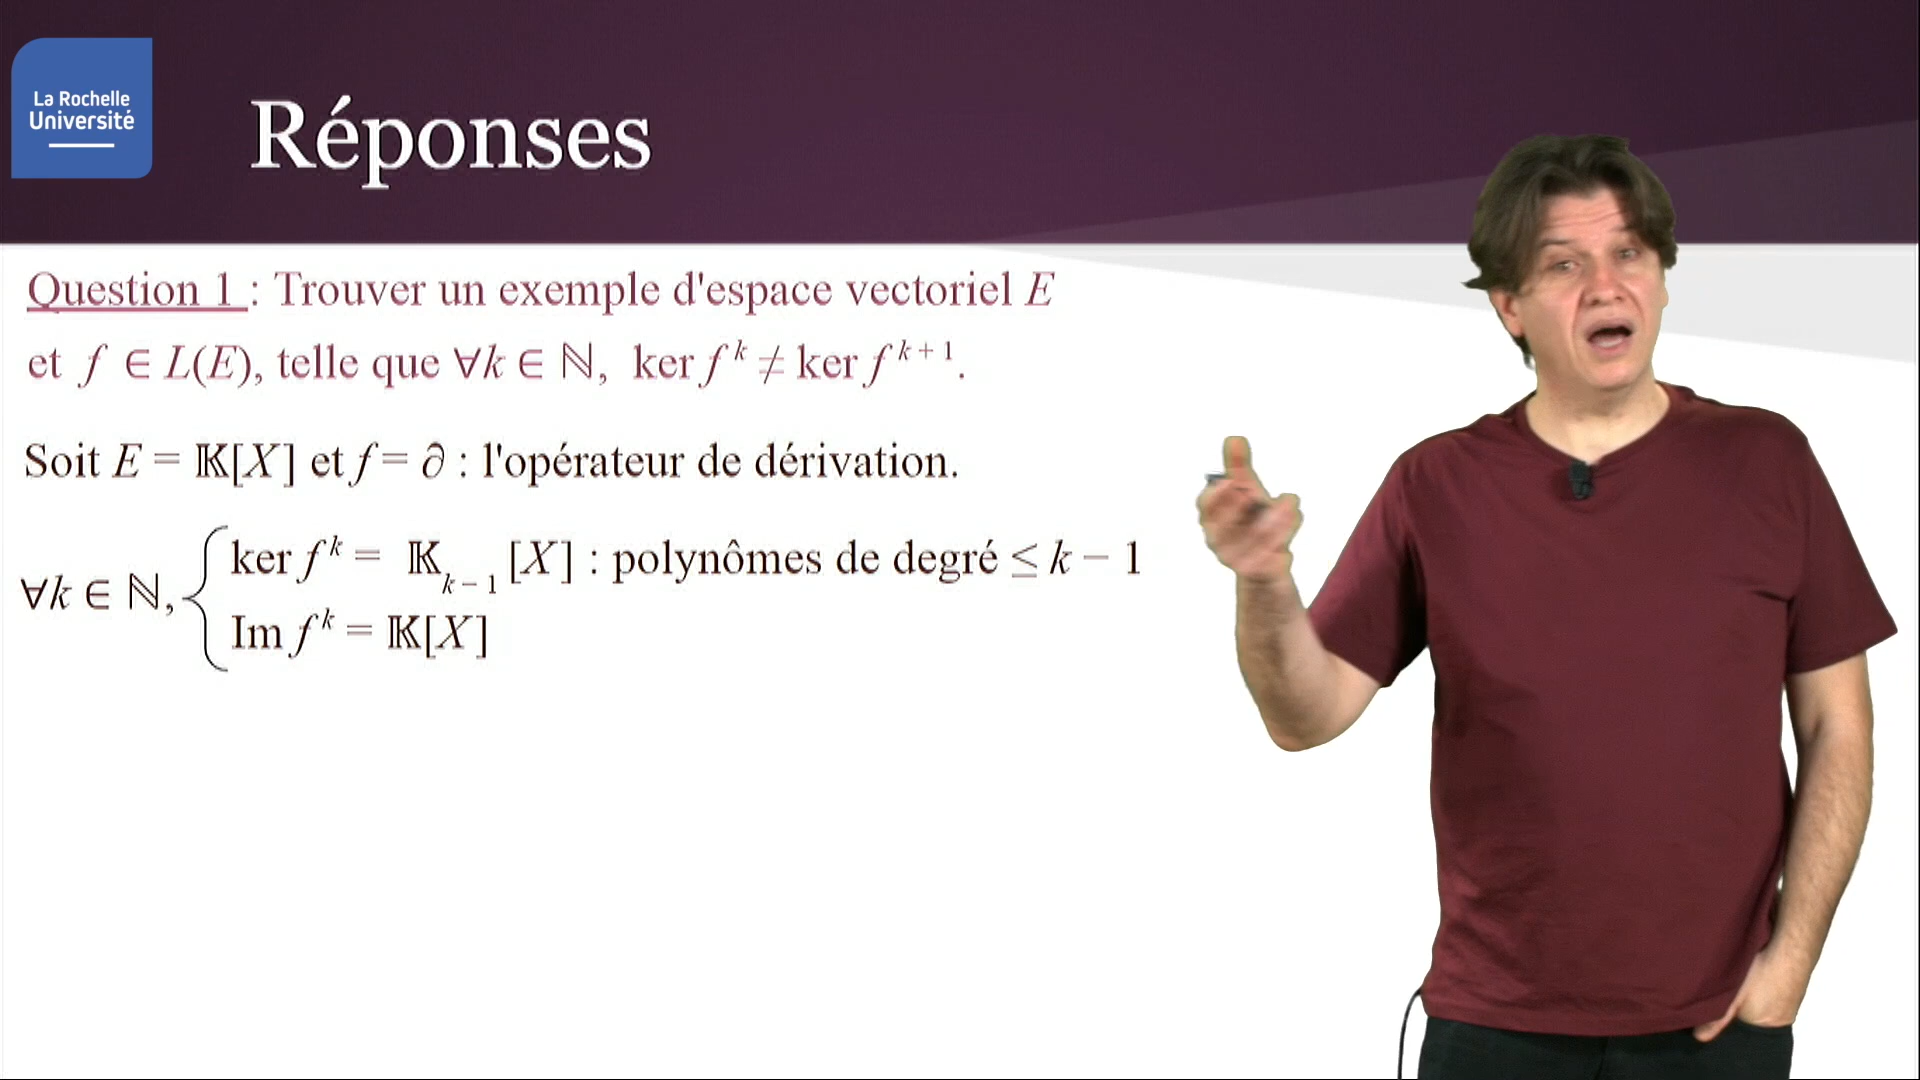 La Rochelle
Université
Réponses
Question 1 : Trouver un exemple d'espace vectoriel E
et f ∈ L(E), telle que ∀k ∈ ℕ, ker f^k ≠ ker f^{k+1}.
Soit E = 𝕂[X] et f = ∂ : l'opérateur de dérivation.
∀k ∈ ℕ, { ker f^k = 𝕂_{k-1}[X] : polynômes de degré ≤ k − 1
Im f^k = 𝕂[X]